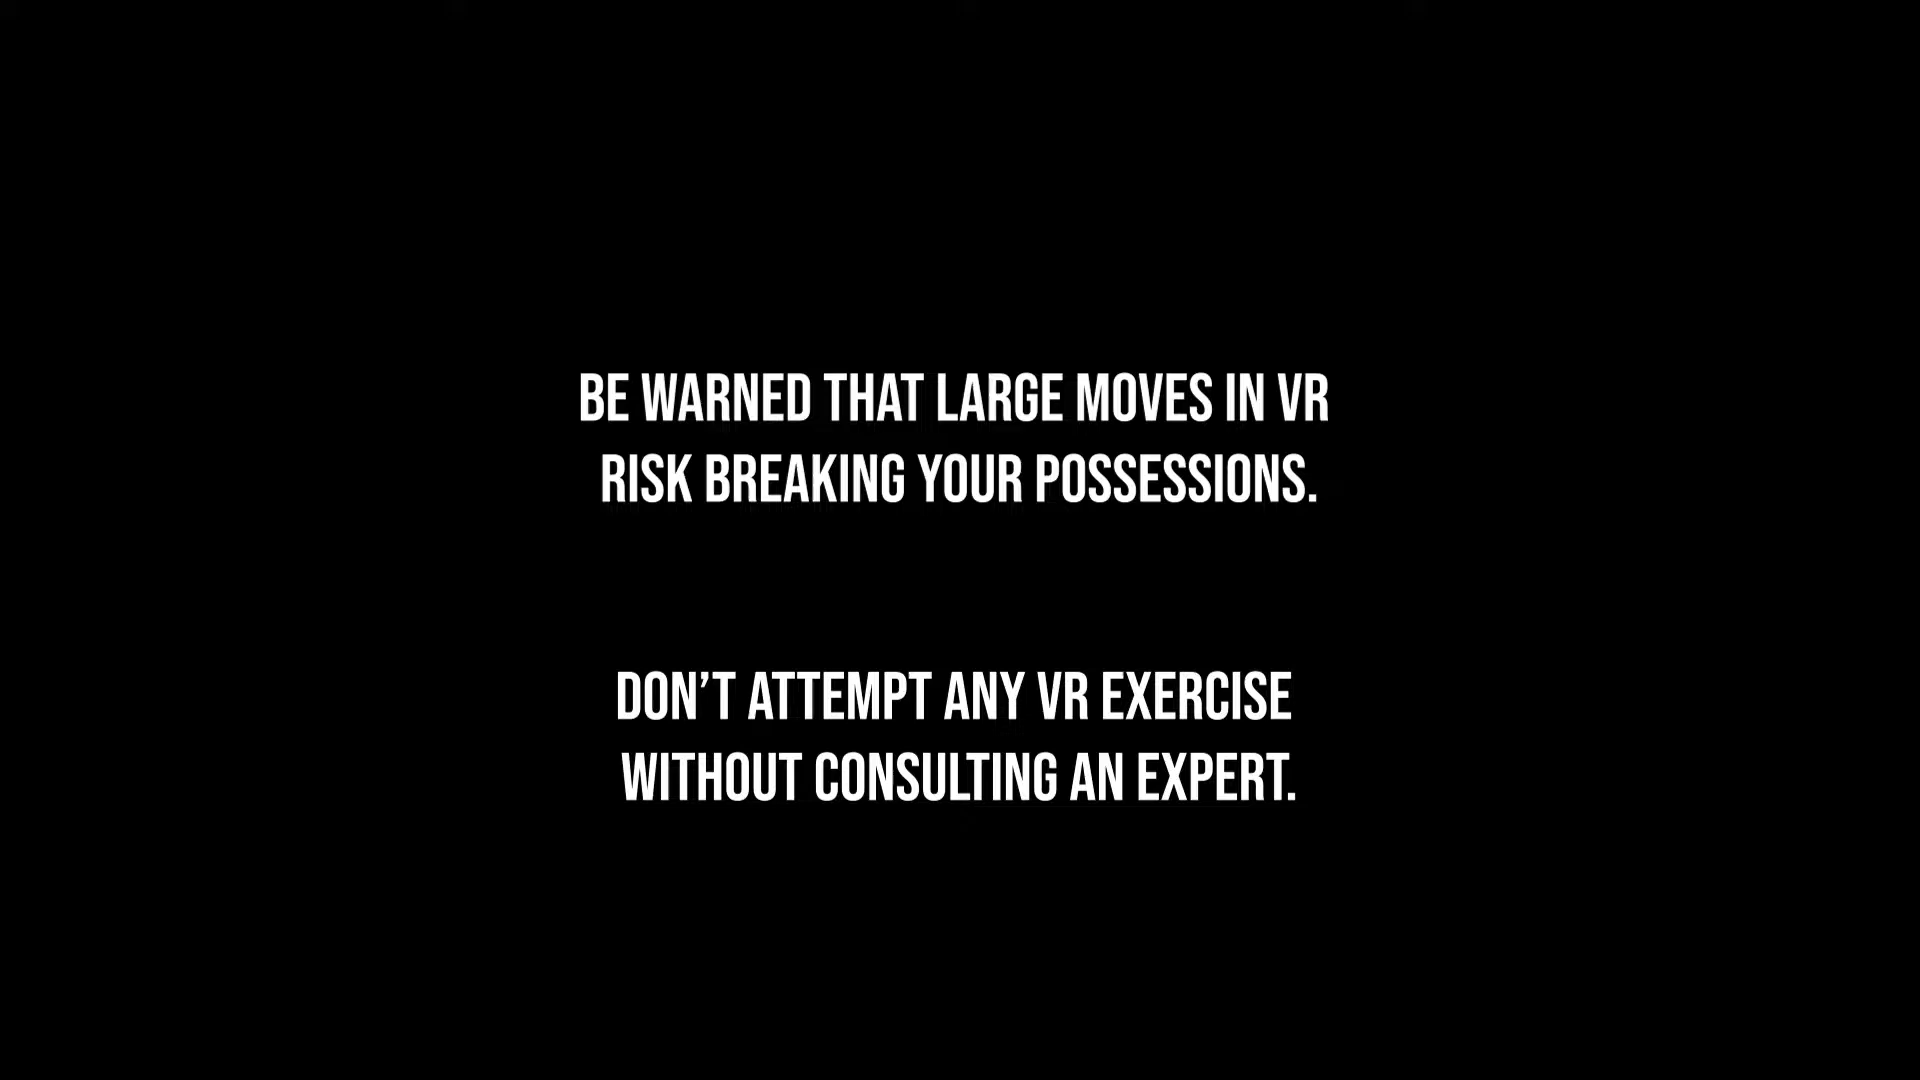 BE WARNED THAT LARGE MOVES IN VR
RISK BREAKING YOUR POSSESSIONS.
DON’T ATTEMPT ANY VR EXERCISE
WITHOUT CONSULTING AN EXPERT.